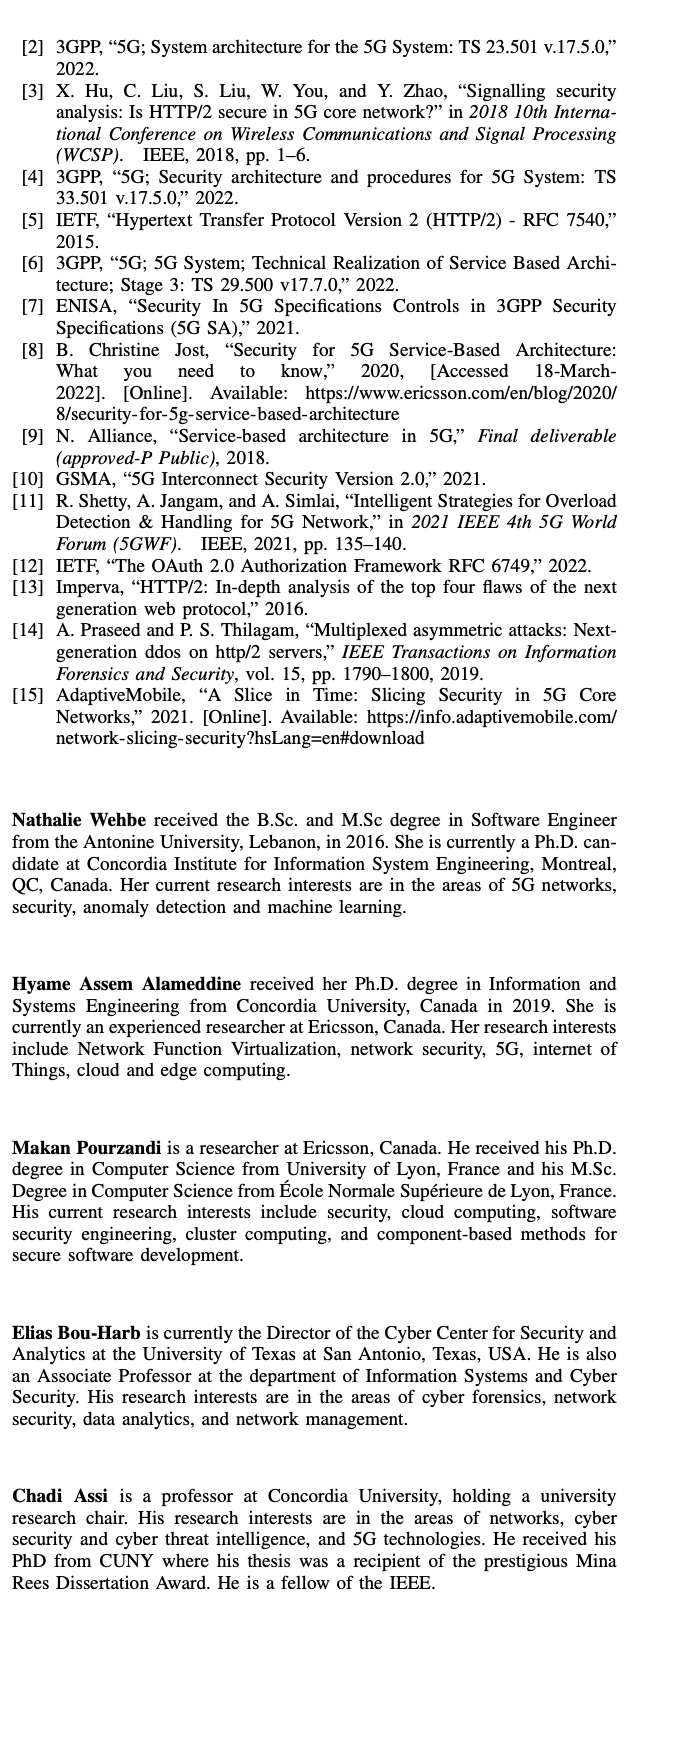 [2] 3GPP, “5G; System architecture for the 5G System: TS 23.501 v.17.5.0,”
2022.
[3] X. Hu, C. Liu, S. Liu, W. You, and Y. Zhao, “Signalling security
analysis: Is HTTP/2 secure in 5G core network?” in 2018 10th Interna-
tional Conference on Wireless Communications and Signal Processing
(WCSP). IEEE, 2018, pp. 1–6.
[4] 3GPP, “5G; Security architecture and procedures for 5G System: TS
33.501 v.17.5.0,” 2022.
[5] IETF, “Hypertext Transfer Protocol Version 2 (HTTP/2) - RFC 7540,”
2015.
[6] 3GPP, “5G; 5G System; Technical Realization of Service Based Archi-
tecture; Stage 3: TS 29.500 v17.7.0,” 2022.
[7] ENISA, “Security In 5G Specifications Controls in 3GPP Security
Specifications (5G SA),” 2021.
[8] B. Christine Jost, “Security for 5G Service-Based Architecture:
What you need to know,” 2020, [Accessed 18-March-
2022]. [Online]. Available: https://www.ericsson.com/en/blog/2020/
8/security-for-5g-service-based-architecture
[9] N. Alliance, “Service-based architecture in 5G,” Final deliverable
(approved-P Public), 2018.
[10] GSMA, “5G Interconnect Security Version 2.0,” 2021.
[11] R. Shetty, A. Jangam, and A. Simlai, “Intelligent Strategies for Overload
Detection & Handling for 5G Network,” in 2021 IEEE 4th 5G World
Forum (5GWF). IEEE, 2021, pp. 135–140.
[12] IETF, “The OAuth 2.0 Authorization Framework RFC 6749,” 2022.
[13] Imperva, “HTTP/2: In-depth analysis of the top four flaws of the next
generation web protocol,” 2016.
[14] A. Praseed and P. S. Thilagam, “Multiplexed asymmetric attacks: Next-
generation ddos on http/2 servers,” IEEE Transactions on Information
Forensics and Security, vol. 15, pp. 1790–1800, 2019.
[15] AdaptiveMobile, “A Slice in Time: Slicing Security in 5G Core
Networks,” 2021. [Online]. Available: https://info.adaptivemobile.com/
network-slicing-security?hsLang=en#download
Nathalie Wehbe received the B.Sc. and M.Sc degree in Software Engineer
from the Antonine University, Lebanon, in 2016. She is currently a Ph.D. can-
didate at Concordia Institute for Information System Engineering, Montreal,
QC, Canada. Her current research interests are in the areas of 5G networks,
security, anomaly detection and machine learning.
Hyame Assem Alameddine received her Ph.D. degree in Information and
Systems Engineering from Concordia University, Canada in 2019. She is
currently an experienced researcher at Ericsson, Canada. Her research interests
include Network Function Virtualization, network security, 5G, internet of
Things, cloud and edge computing.
Makan Pourzandi is a researcher at Ericsson, Canada. He received his Ph.D.
degree in Computer Science from University of Lyon, France and his M.Sc.
Degree in Computer Science from École Normale Supérieure de Lyon, France.
His current research interests include security, cloud computing, software
security engineering, cluster computing, and component-based methods for
secure software development.
Elias Bou-Harb is currently the Director of the Cyber Center for Security and
Analytics at the University of Texas at San Antonio, Texas, USA. He is also
an Associate Professor at the department of Information Systems and Cyber
Security. His research interests are in the areas of cyber forensics, network
security, data analytics, and network management.
Chadi Assi is a professor at Concordia University, holding a university
research chair. His research interests are in the areas of networks, cyber
security and cyber threat intelligence, and 5G technologies. He received his
PhD from CUNY where his thesis was a recipient of the prestigious Mina
Rees Dissertation Award. He is a fellow of the IEEE.